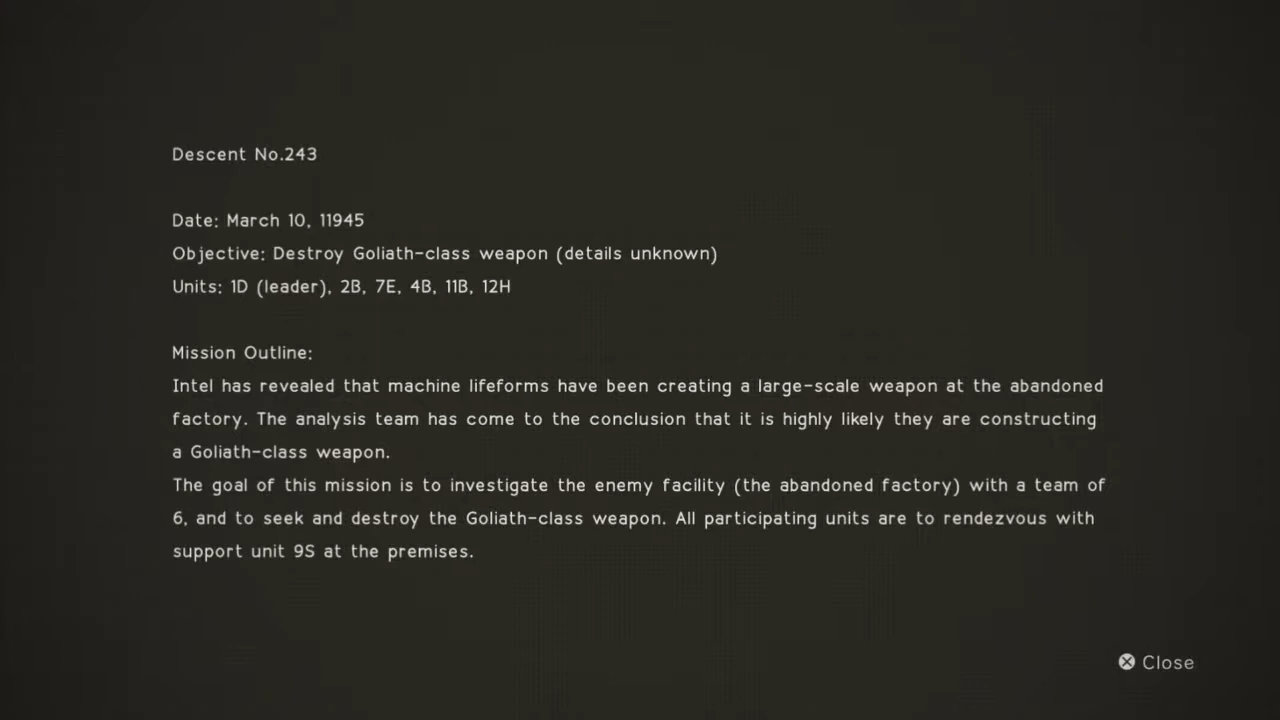 Descent No.243
Date: March 10, 11945
Objective: Destroy Goliath-class weapon (details unknown)
Units: 1D (leader), 2B, 7E, 4B, 11B, 12H
Mission Outline:
Intel has revealed that machine lifeforms have been creating a large-scale weapon at the abandoned
factory. The analysis team has come to the conclusion that it is highly likely they are constructing
a Goliath-class weapon.
The goal of this mission is to investigate the enemy facility (the abandoned factory) with a team of
6, and to seek and destroy the Goliath-class weapon. All participating units are to rendezvous with
support unit 9S at the premises.
Close